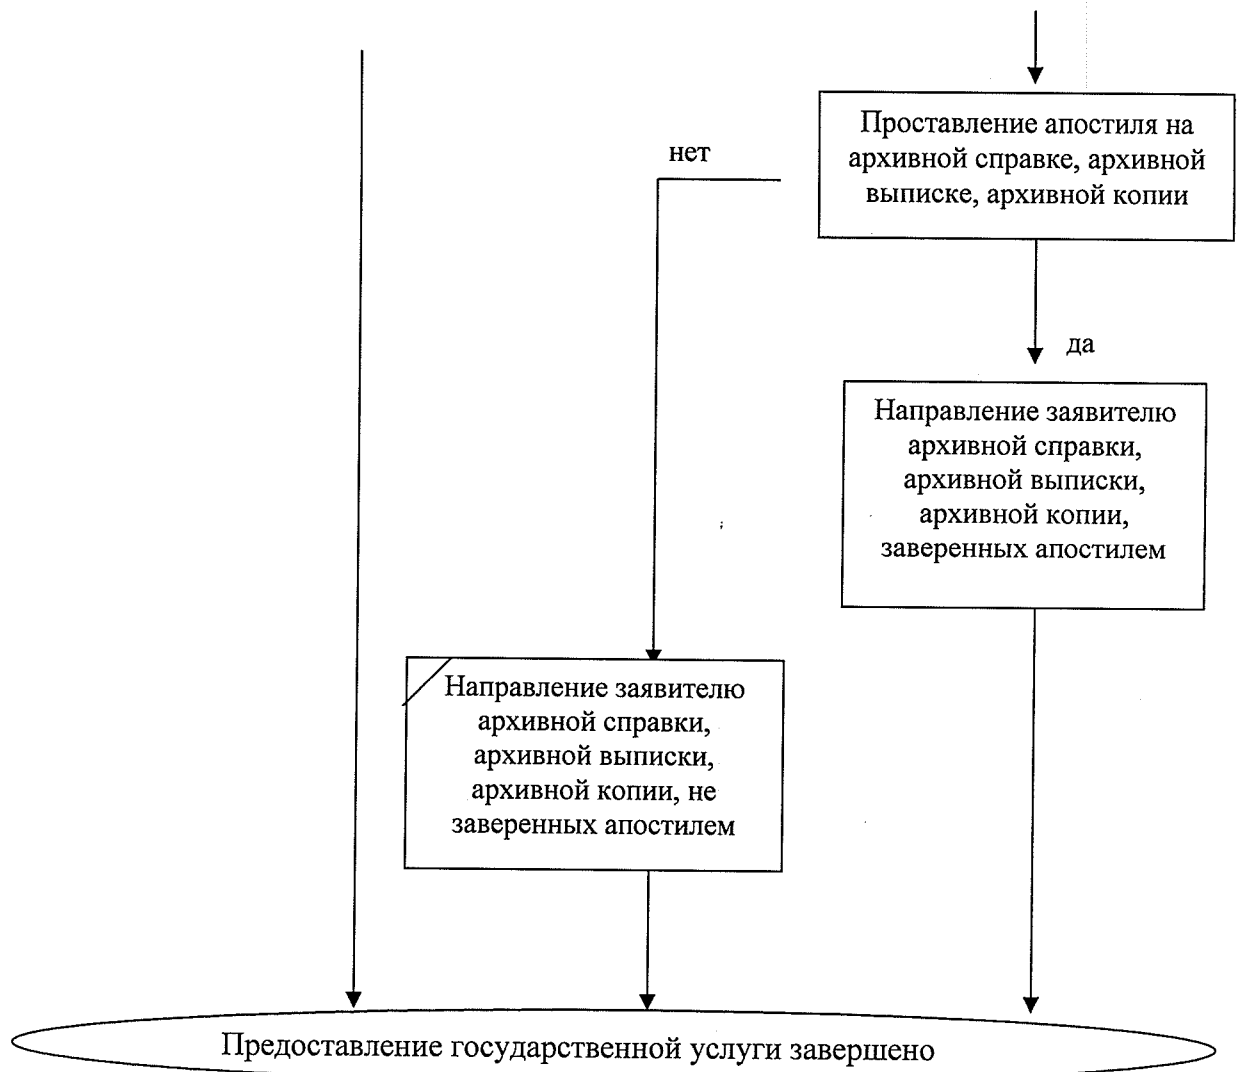 Проставление апостиля на
архивной справке, архивной
выписке, архивной копии
нет
да
Направление заявителю
архивной справки,
архивной выписки,
архивной копии,
заверенных апостилем
Направление заявителю
архивной справки,
архивной выписки,
архивной копии, не
заверенных апостилем
Предоставление государственной услуги завершено